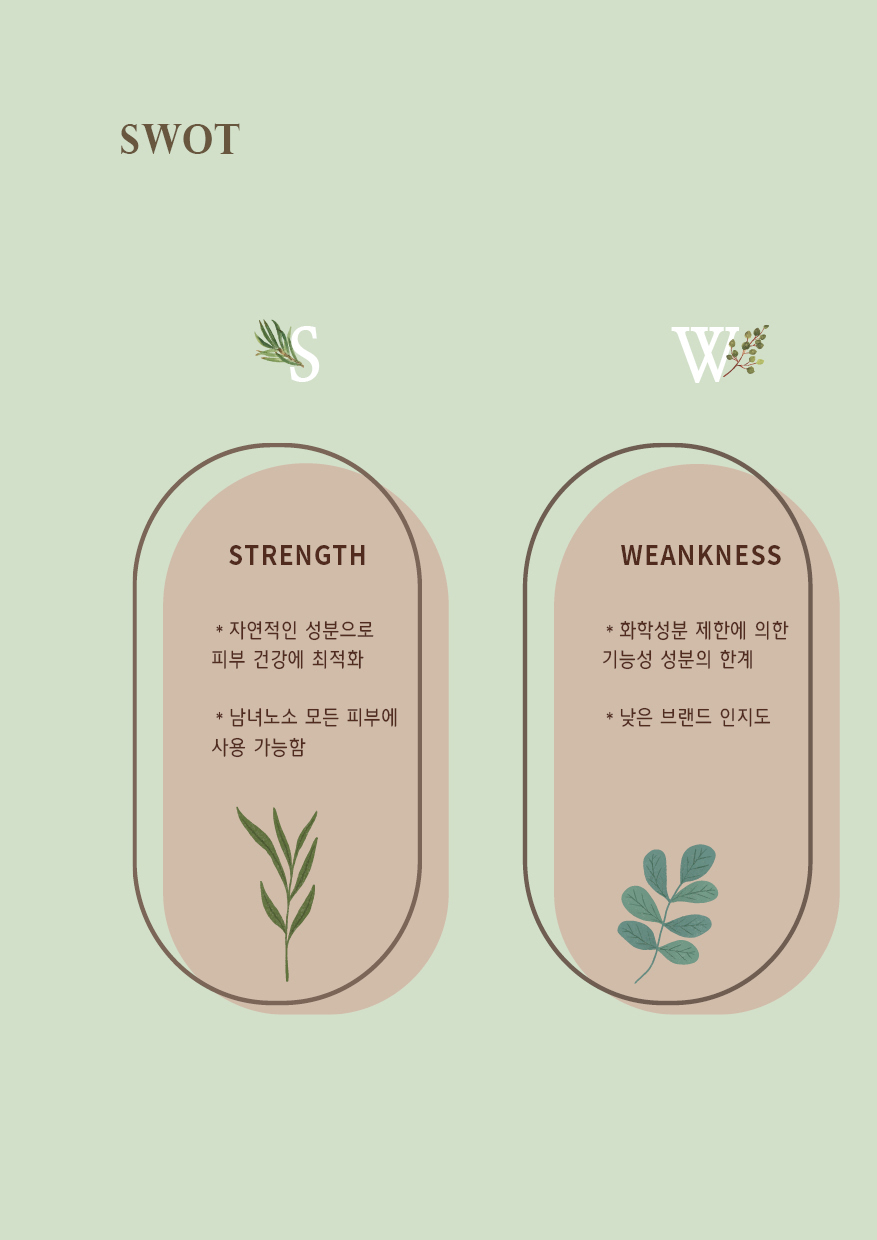 SWOT
S
W
STRENGTH
* 자연적인 성분으로
피부 건강에 최적화
* 남녀노소 모든 피부에
사용 가능함
WEANKNESS
* 화학성분 제한에 의한
기능성 성분의 한계
* 낮은 브랜드 인지도